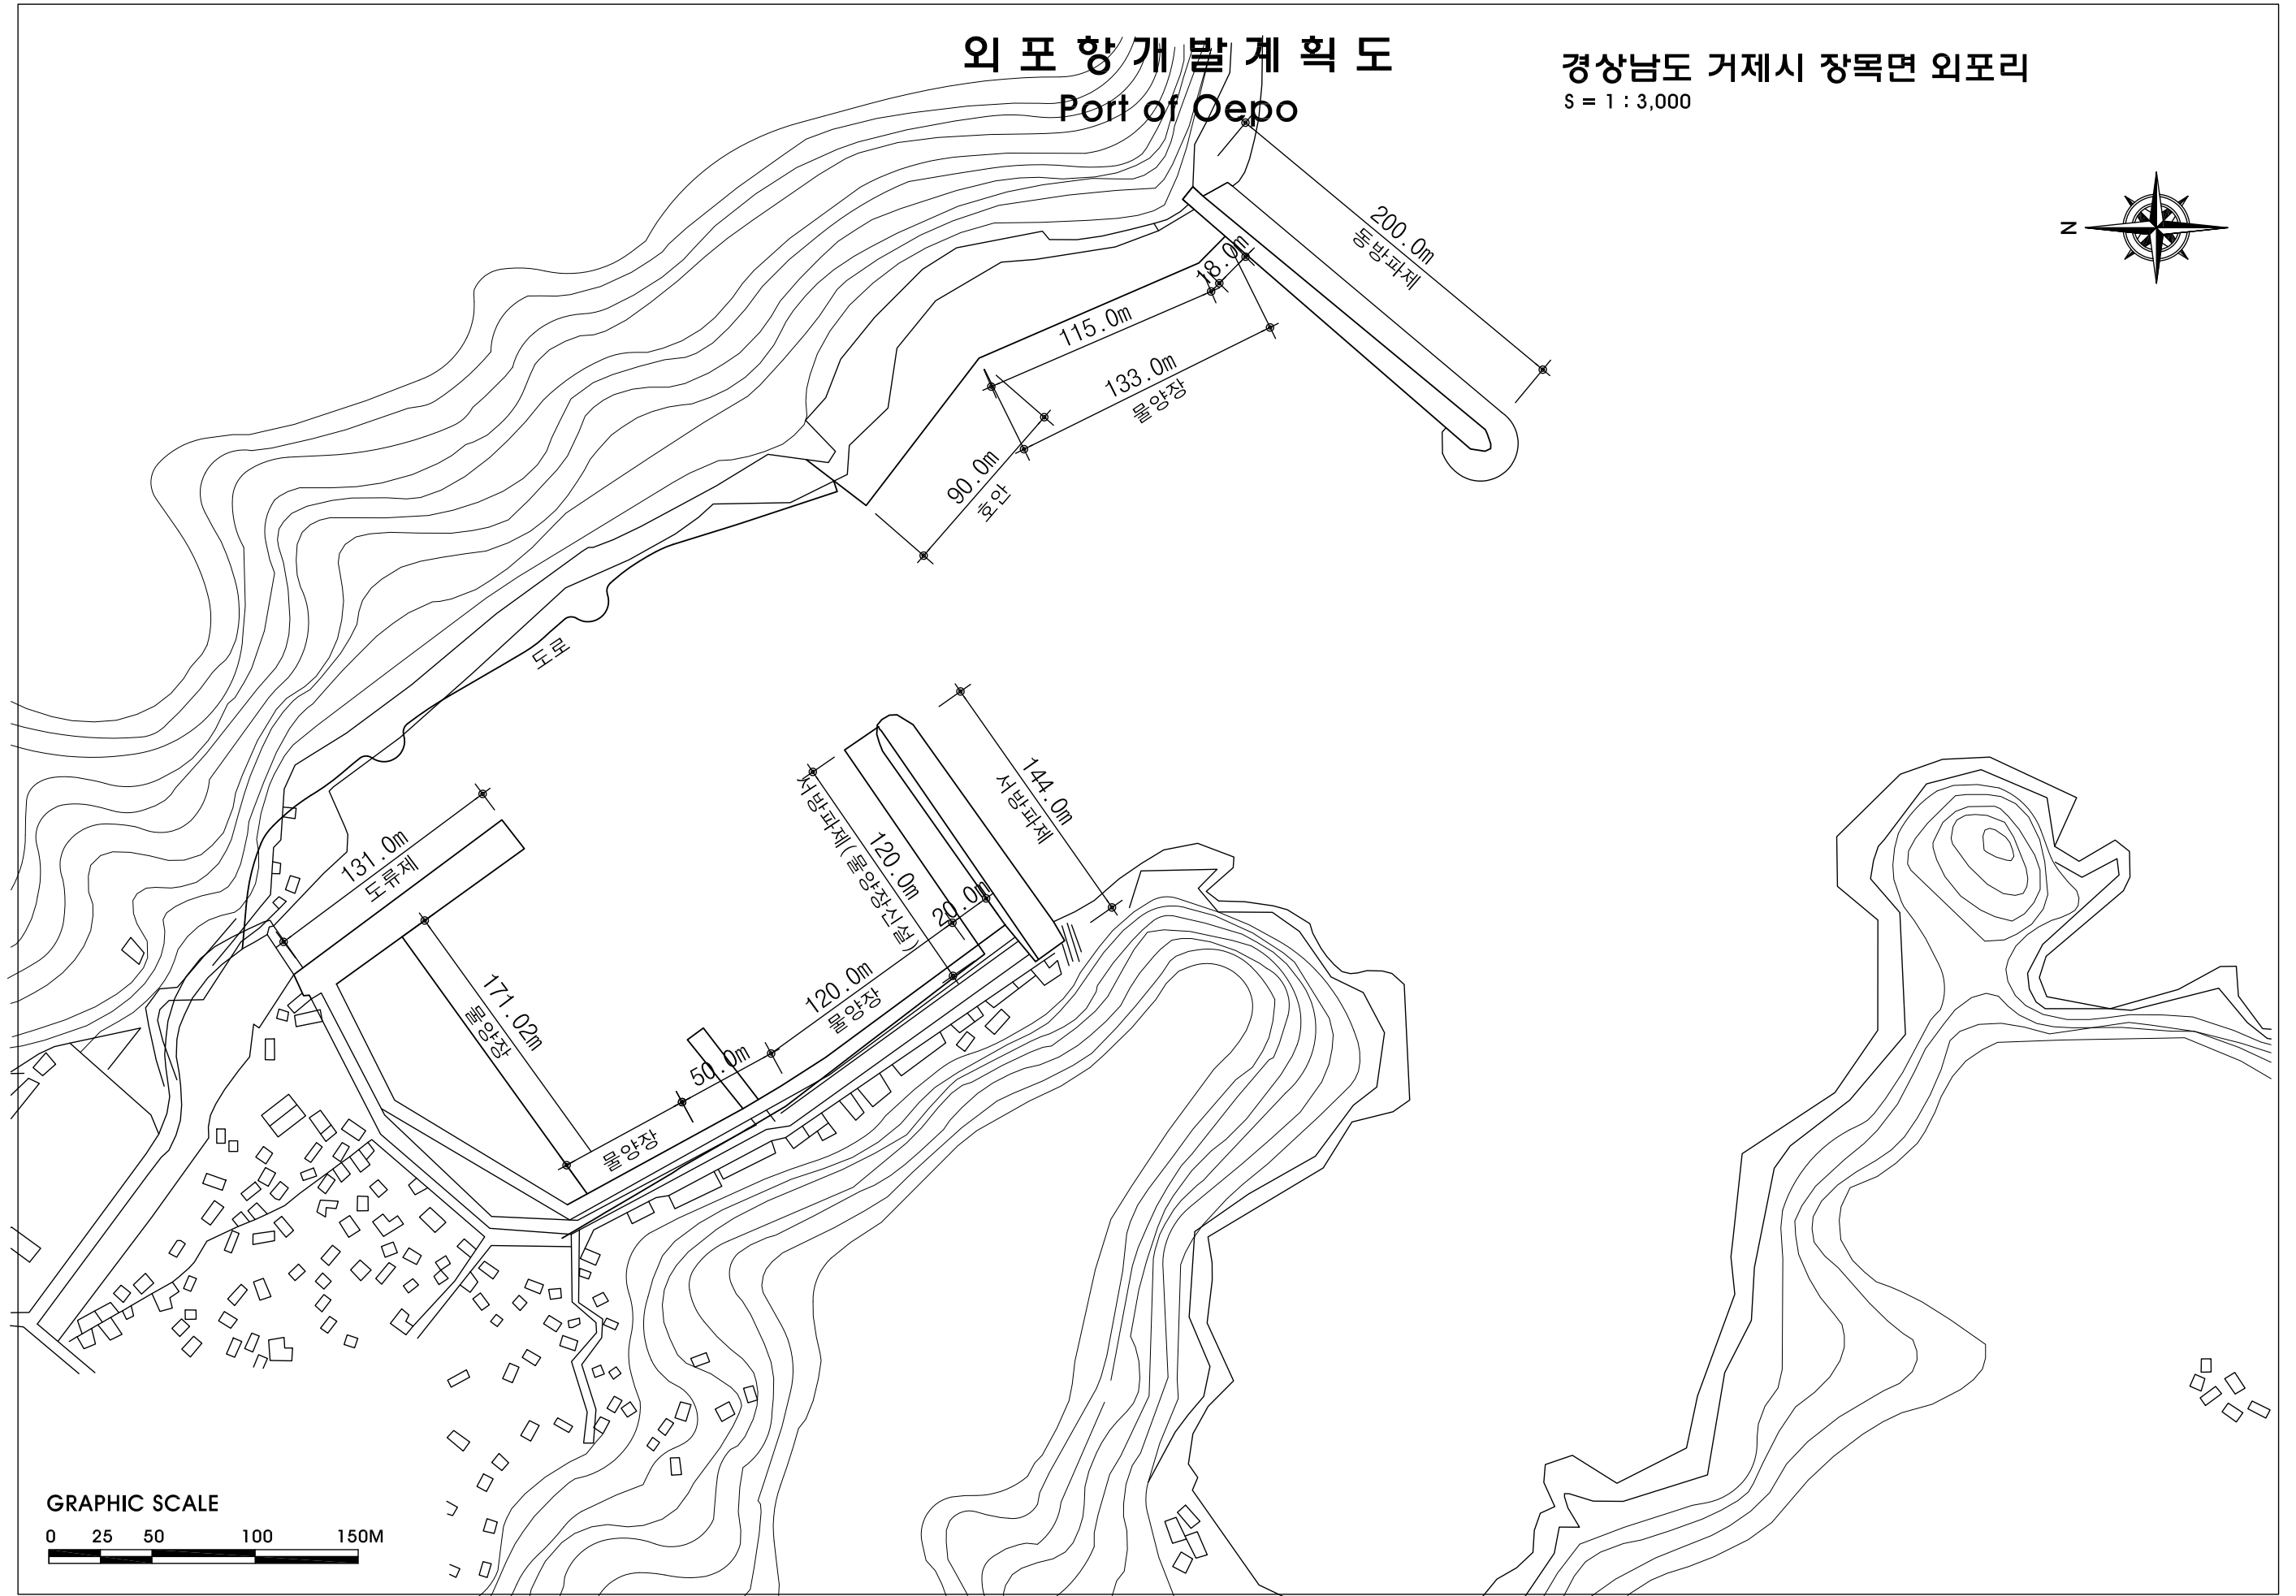 외포항개발계획도
Port of Oepo
경상남도 거제시 장목면 외포리
S = 1 : 3,000
N
200.0m
동방파제
18.0m
115.0m
133.0m
물양장
90.0m
호안
도로
144.0m
서방파제
120.0m
서방파제(물양장신설)
20.0m
131.0m
도류제
171.02m
물양장
120.0m
물양장
50.0m
물양장
GRAPHIC SCALE
0 25 50 100 150M